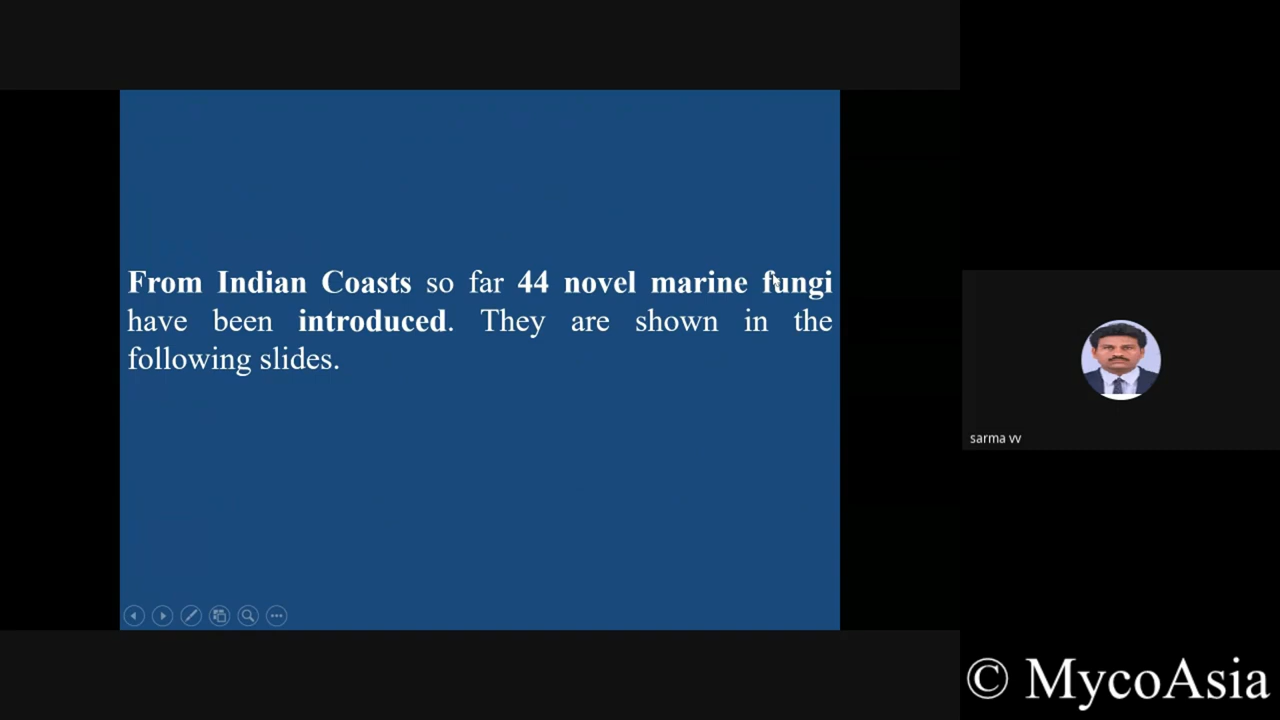 From Indian Coasts so far 44 novel marine fungi
have been introduced. They are shown in the
following slides.
sarma vv
© MycoAsia